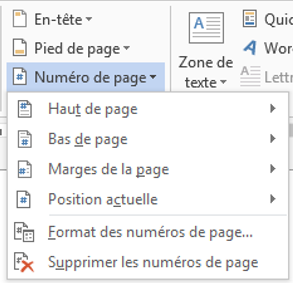 En-tête
Pied de page
Numéro de page
Zone de
texte
Quic
Wor
Lettr
Haut de page
Bas de page
Marges de la page
Position actuelle
Format des numéros de page...
Supprimer les numéros de page